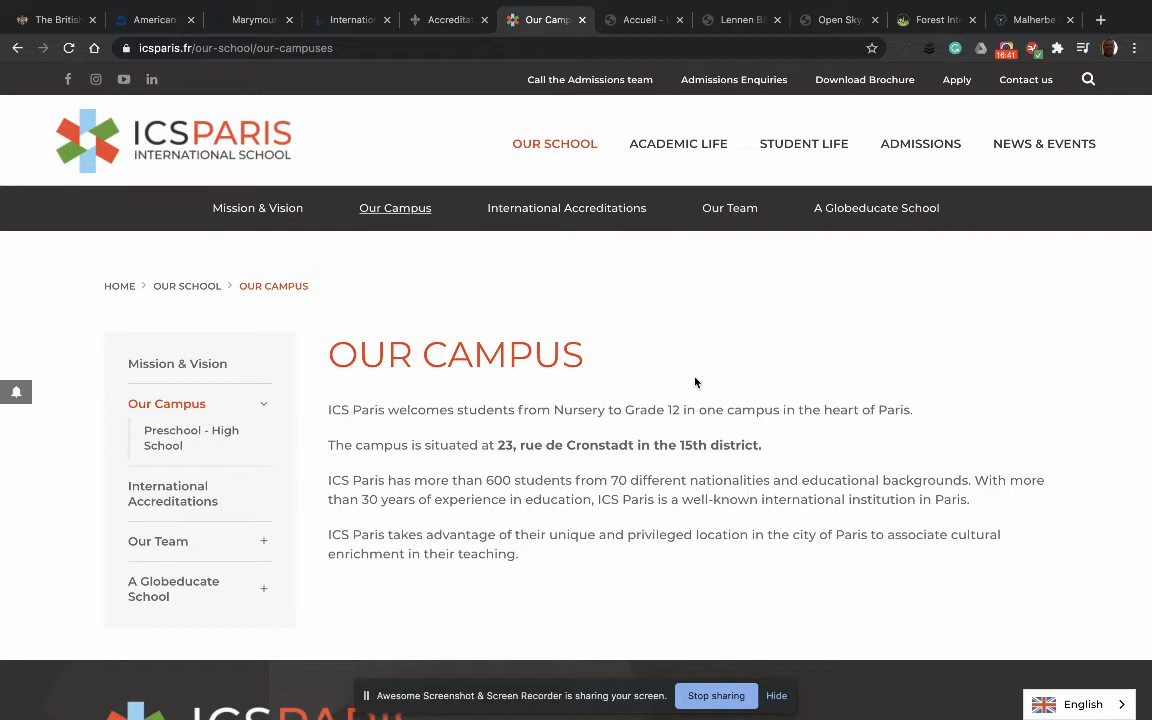 The Britis
American
Marymour
Internatio
Accreditat
Our Camp
Accueil - L
Lennen Bi
Open Sky
Forest Inte
Malherbe
icsparis.fr/our-school/our-campuses
16:41
Call the Admissions team
Admissions Enquiries
Download Brochure
Apply
Contact us
ICSPARIS
INTERNATIONAL SCHOOL
OUR SCHOOL
ACADEMIC LIFE
STUDENT LIFE
ADMISSIONS
NEWS & EVENTS
Mission & Vision
Our Campus
International Accreditations
Our Team
A Globeducate School
HOME > OUR SCHOOL > OUR CAMPUS
Mission & Vision
Our Campus
Preschool - High
School
International
Accreditations
Our Team
A Globeducate
School
OUR CAMPUS
ICS Paris welcomes students from Nursery to Grade 12 in one campus in the heart of Paris.
The campus is situated at 23, rue de Cronstadt in the 15th district.
ICS Paris has more than 600 students from 70 different nationalities and educational backgrounds. With more
than 30 years of experience in education, ICS Paris is a well-known international institution in Paris.
ICS Paris takes advantage of their unique and privileged location in the city of Paris to associate cultural
enrichment in their teaching.
Awesome Screenshot & Screen Recorder is sharing your screen.
Stop sharing
Hide
English